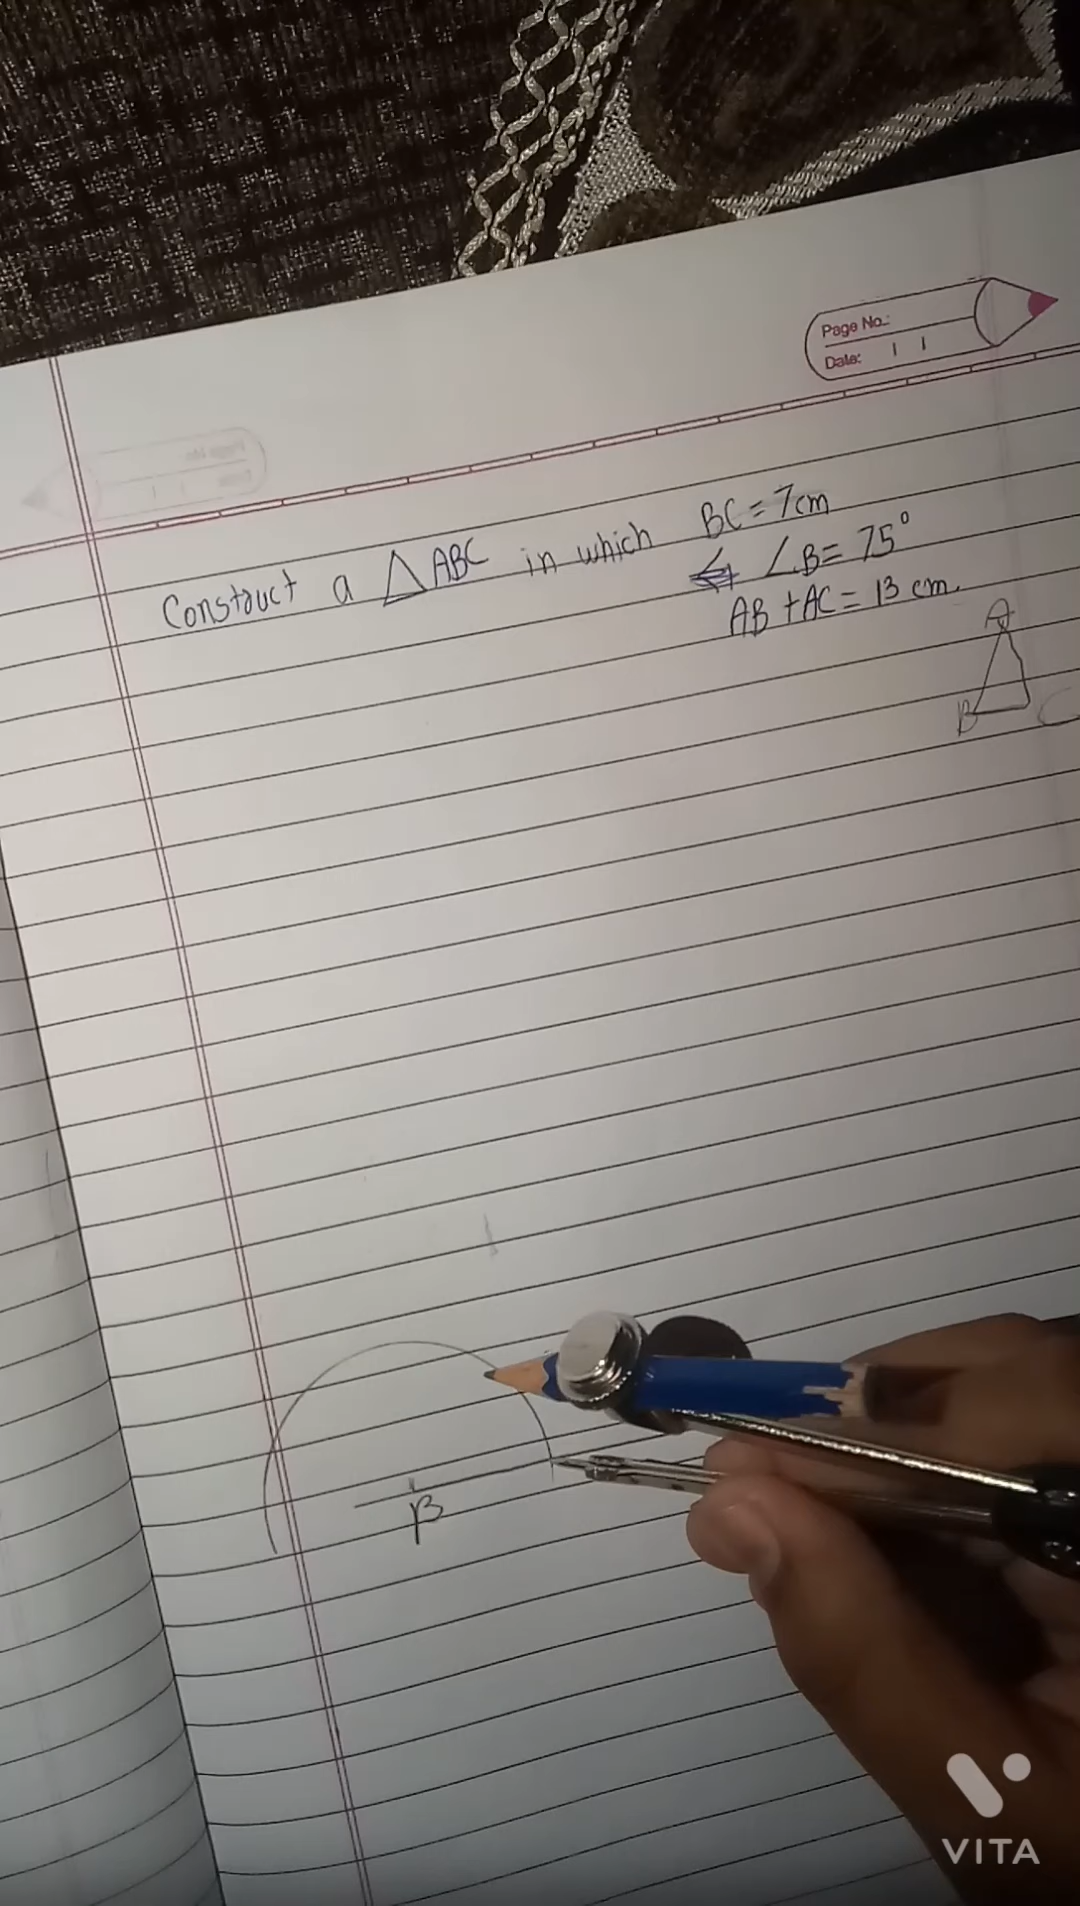 Page No.:
Date:
Construct a △ABC in which BC = 7cm
∠B = 75°
AB + AC = 13 cm.
A
B C
B
VITA